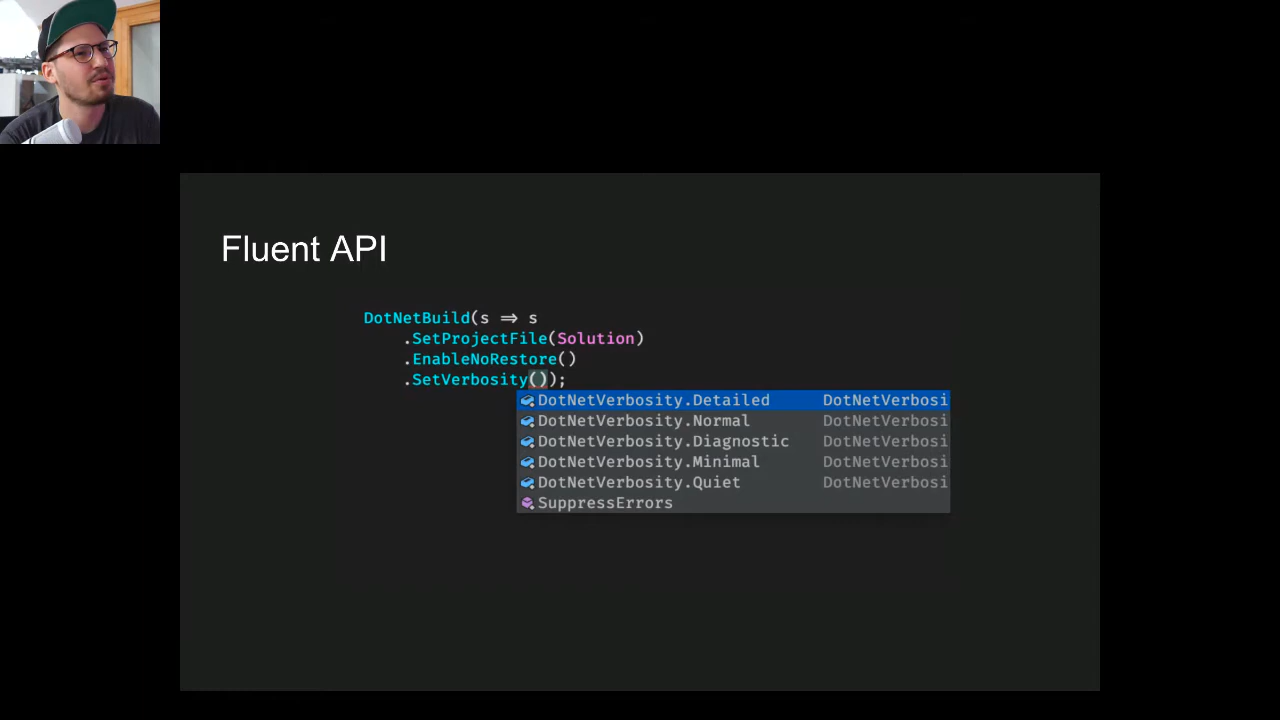 Fluent API
DotNetBuild(s => s
.SetProjectFile(Solution)
.EnableNoRestore()
.SetVerbosity());
DotNetVerbosity.Detailed DotNetVerbosi
DotNetVerbosity.Normal DotNetVerbosi
DotNetVerbosity.Diagnostic DotNetVerbosi
DotNetVerbosity.Minimal DotNetVerbosi
DotNetVerbosity.Quiet DotNetVerbosi
SuppressErrors